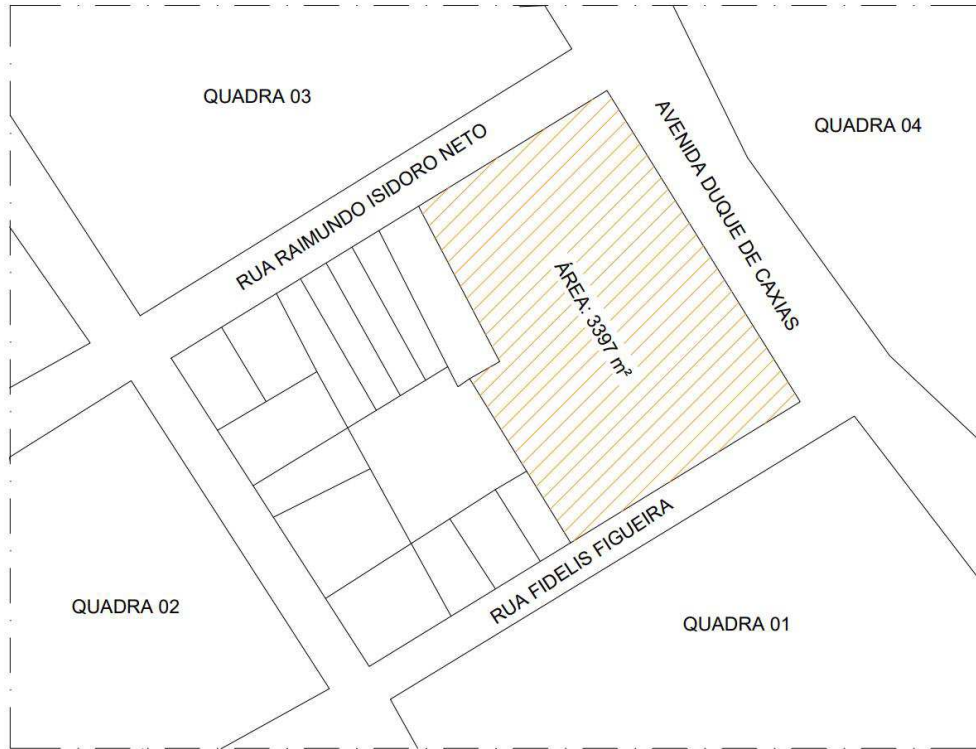 QUADRA 03
QUADRA 04
RUA RAIMUNDO ISIDORO NETO
AVENIDA DUQUE DE CAXIAS
ÁREA: 3397 m²
RUA FIDELIS FIGUEIRA
QUADRA 02
QUADRA 01